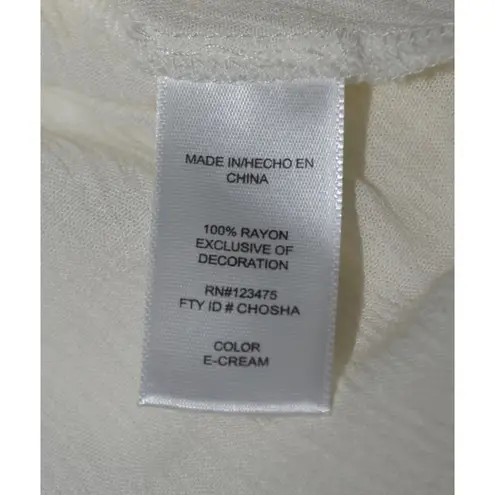 MADE IN/HECHO EN
CHINA
100% RAYON
EXCLUSIVE OF
DECORATION
RN#123475
FTY ID # CHOSHA
COLOR
E-CREAM